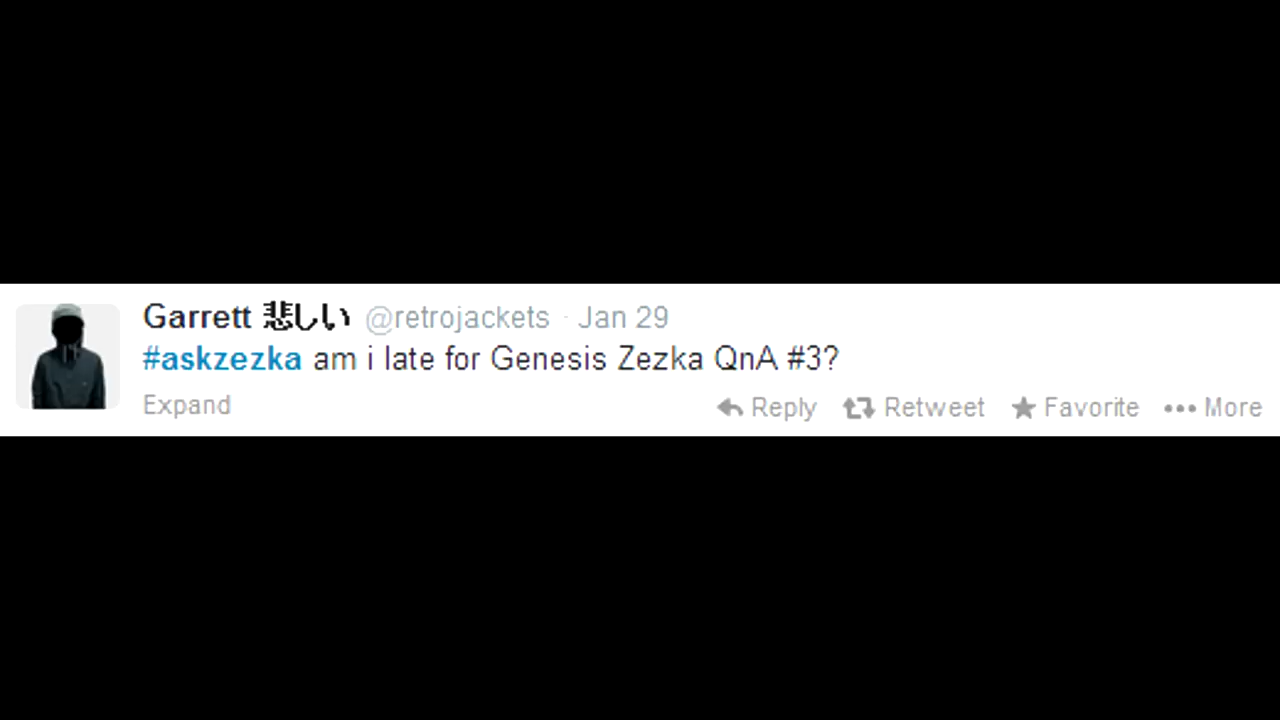 Garrett 悲しい @retrojackets · Jan 29
#askzezka am i late for Genesis Zezka QnA #3?
Expand Reply Retweet Favorite More